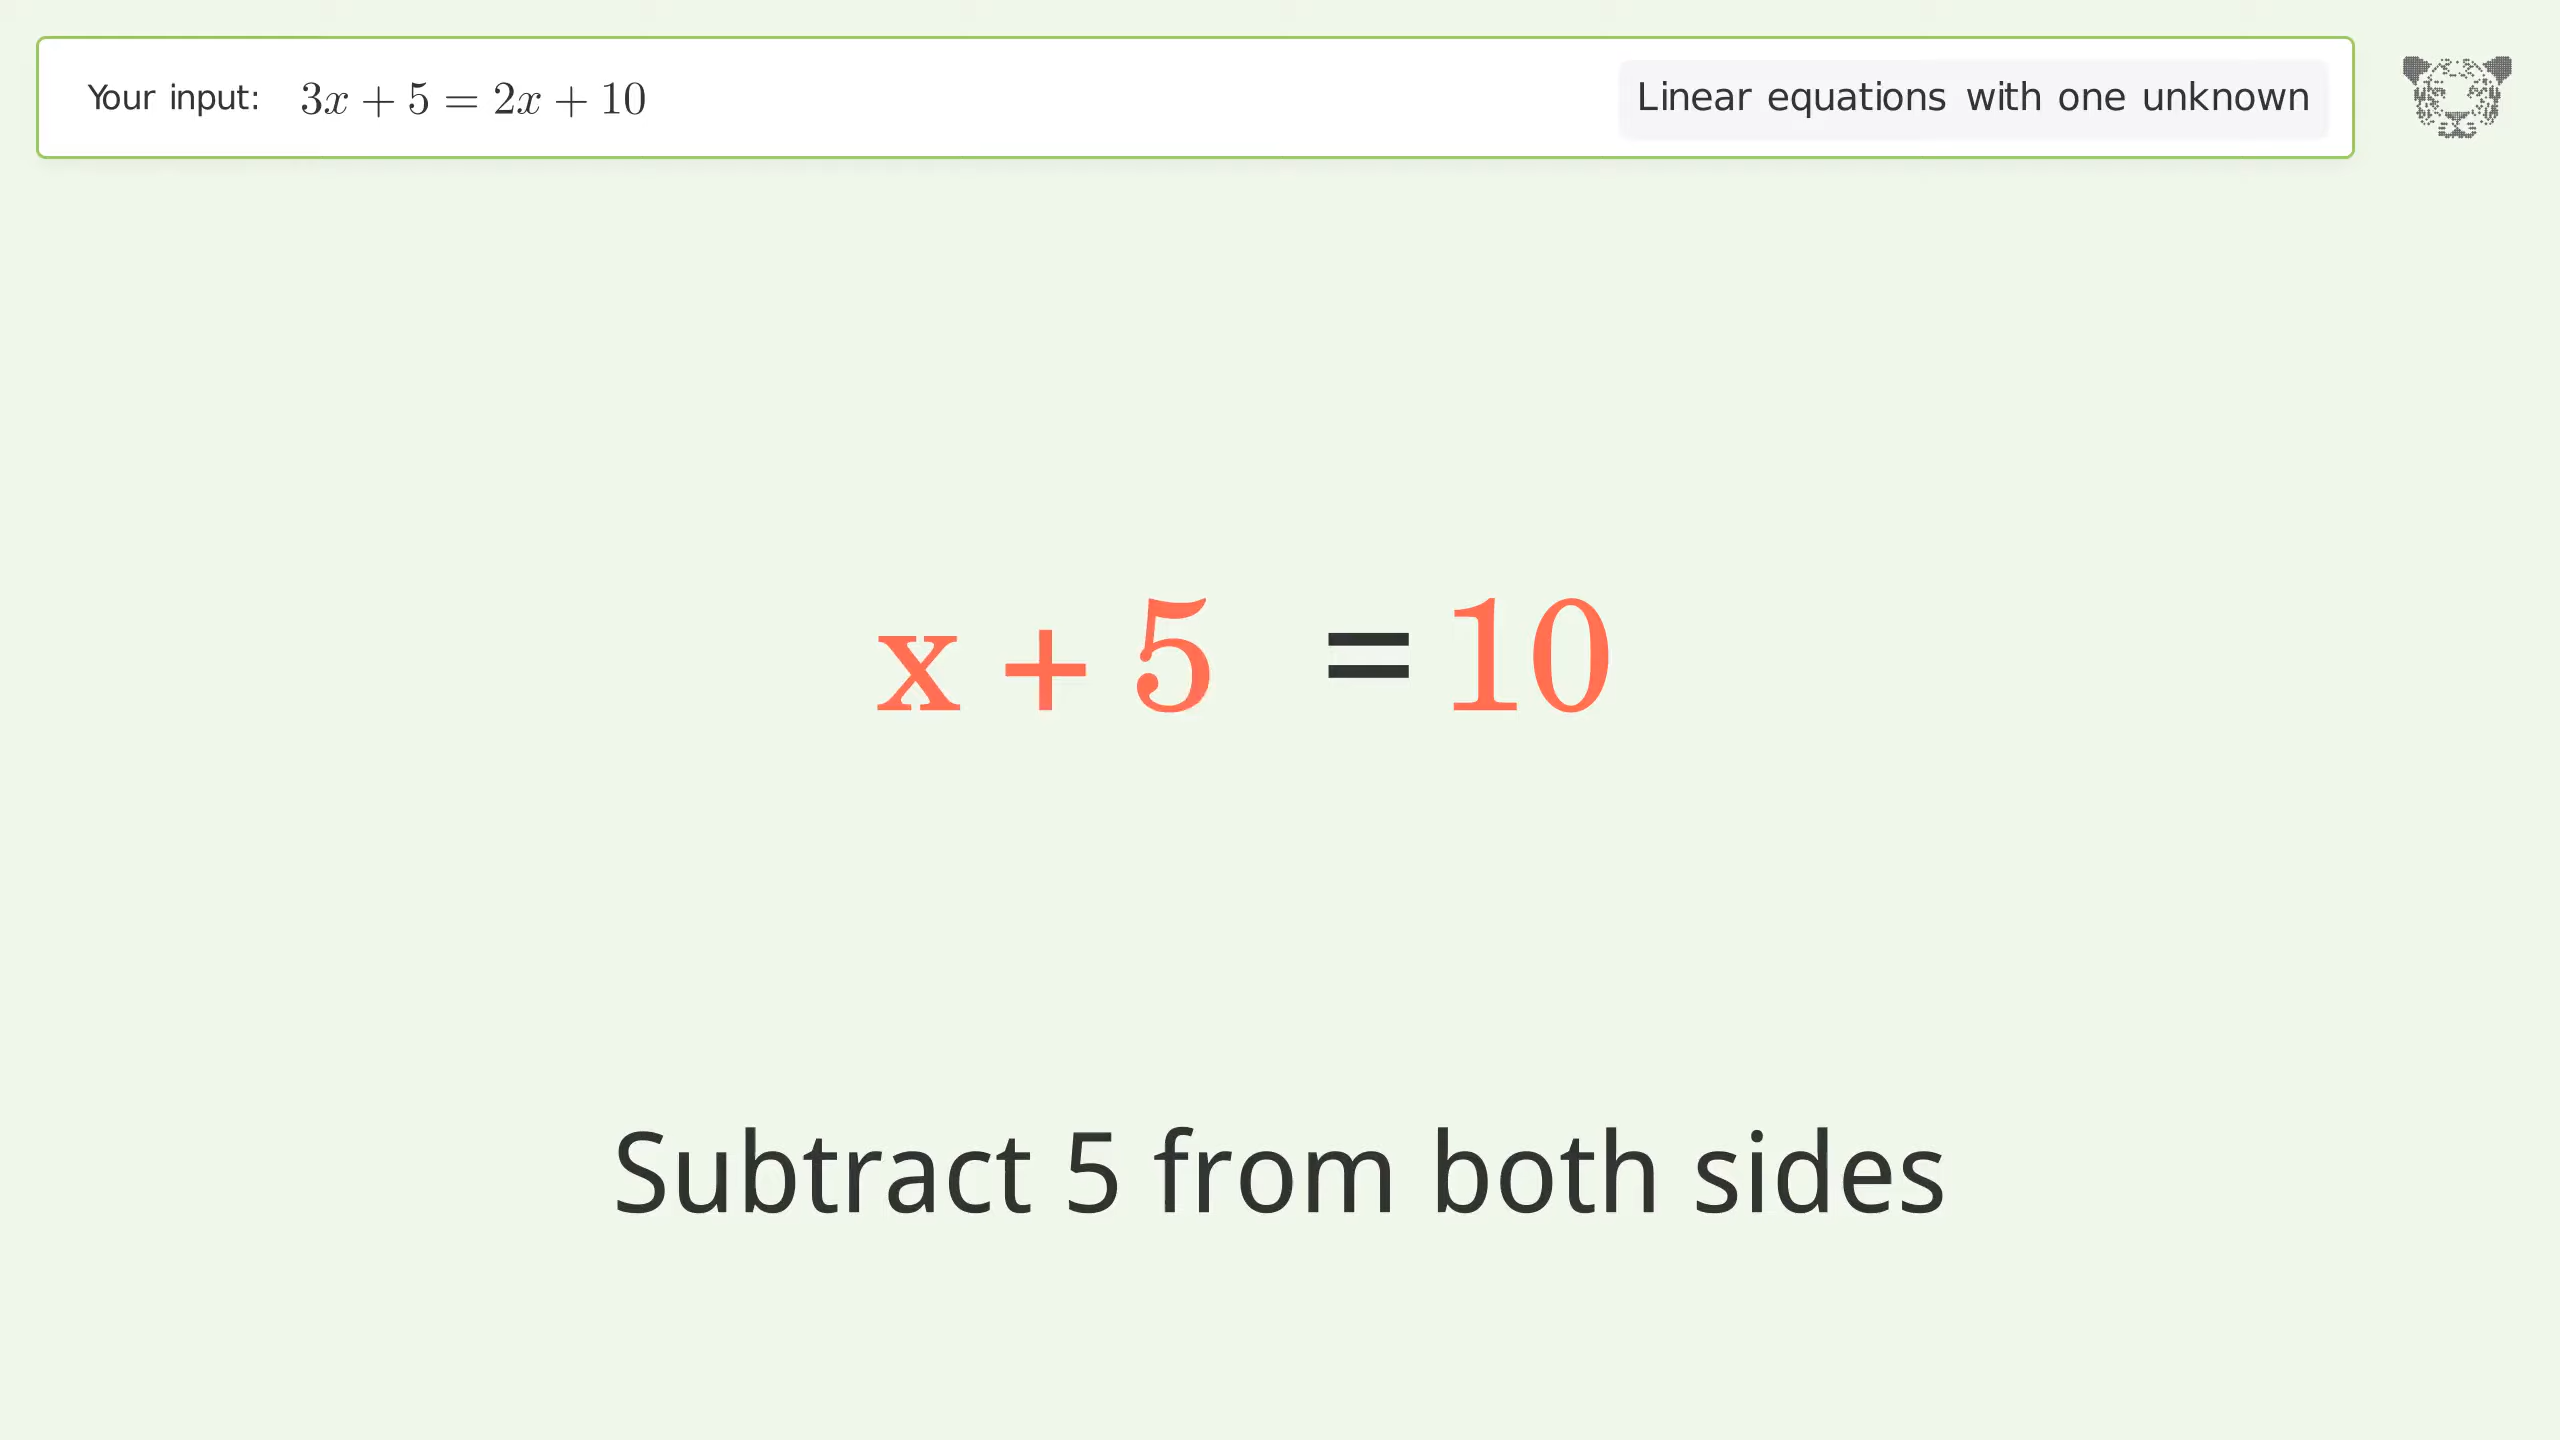 Your input: 3x + 5 = 2x + 10
Linear equations with one unknown
x + 5 = 10
Subtract 5 from both sides